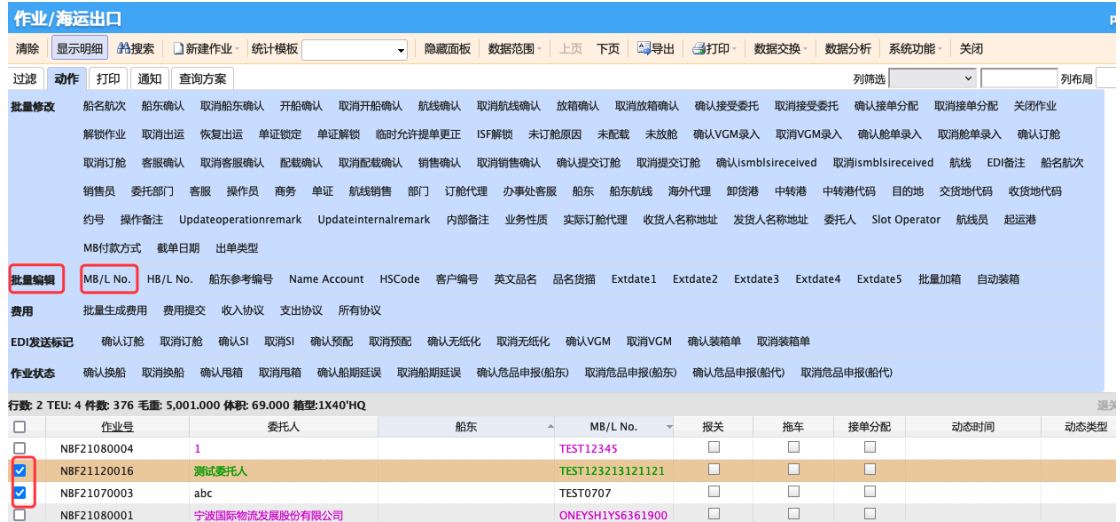 作业/海运出口
清除 显示明细 搜索 新建作业 统计模板 隐藏面板 数据范围 上页 下页 导出 打印 数据交换 数据分析 系统功能 关闭
过滤 动作 打印 通知 查询方案 列筛选 列布局
批量修改 船名航次 船东确认 取消船东确认 开船确认 取消开船确认 航线确认 取消航线确认 放箱确认 取消放箱确认 确认接受委托 取消接受委托 确认接单分配 取消接单分配 关闭作业
解锁作业 取消出运 恢复出运 单证锁定 单证解锁 临时允许提单更正 ISF解锁 未订舱原因 未配载 未放舱 确认VGM录入 取消VGM录入 确认舱单录入 取消舱单录入 确认订舱
取消订舱 客服确认 取消客服确认 配载确认 取消配载确认 销售确认 取消销售确认 确认提交订舱 取消提交订舱 确认ismblsireceived 取消ismblsireceived 航线 EDI备注 船名航次
销售员 委托部门 客服 操作员 商务 单证 航线销售 部门 订舱代理 办事处客服 船东 船东航线 海外代理 卸货港 中转港 中转港代码 目的地 交货地代码 收货地代码
约号 操作备注 Updateoperationremark Updateinternalremark 内部备注 业务性质 实际订舱代理 收货人名称地址 发货人名称地址 委托人 Slot Operator 航线员 起运港
MB付款方式 截单日期 出单类型
批量编辑 MB/L No. HB/L No. 船东参考编号 Name Account HSCode 客户编号 英文品名 品名货描 Extdate1 Extdate2 Extdate3 Extdate4 Extdate5 批量加箱 自动装箱
费用 批量生成费用 费用提交 收入协议 支出协议 所有协议
EDI发送标记 确认订舱 取消订舱 确认SI 取消SI 确认预配 取消预配 确认无纸化 取消无纸化 确认VGM 取消VGM 确认装箱单 取消装箱单
作业状态 确认换船 取消换船 确认甩箱 取消甩箱 确认船期延误 取消船期延误 确认危品申报(船东) 取消危品申报(船东) 确认危品申报(船代) 取消危品申报(船代)
行数: 2 TEU: 4 件数: 376 毛重: 5,001.000 体积: 69.000 箱型:1X40'HQ 退关
作业号 委托人 船东 MB/L No. 报关 拖车 接单分配 动态时间 动态类型
NBF21080004 1 TEST12345
NBF21120016 测试委托人 TEST123213121121
NBF21070003 abc TEST0707
NBF21080001 宁波国际物流发展股份有限公司 ONEYSH1YS6361900